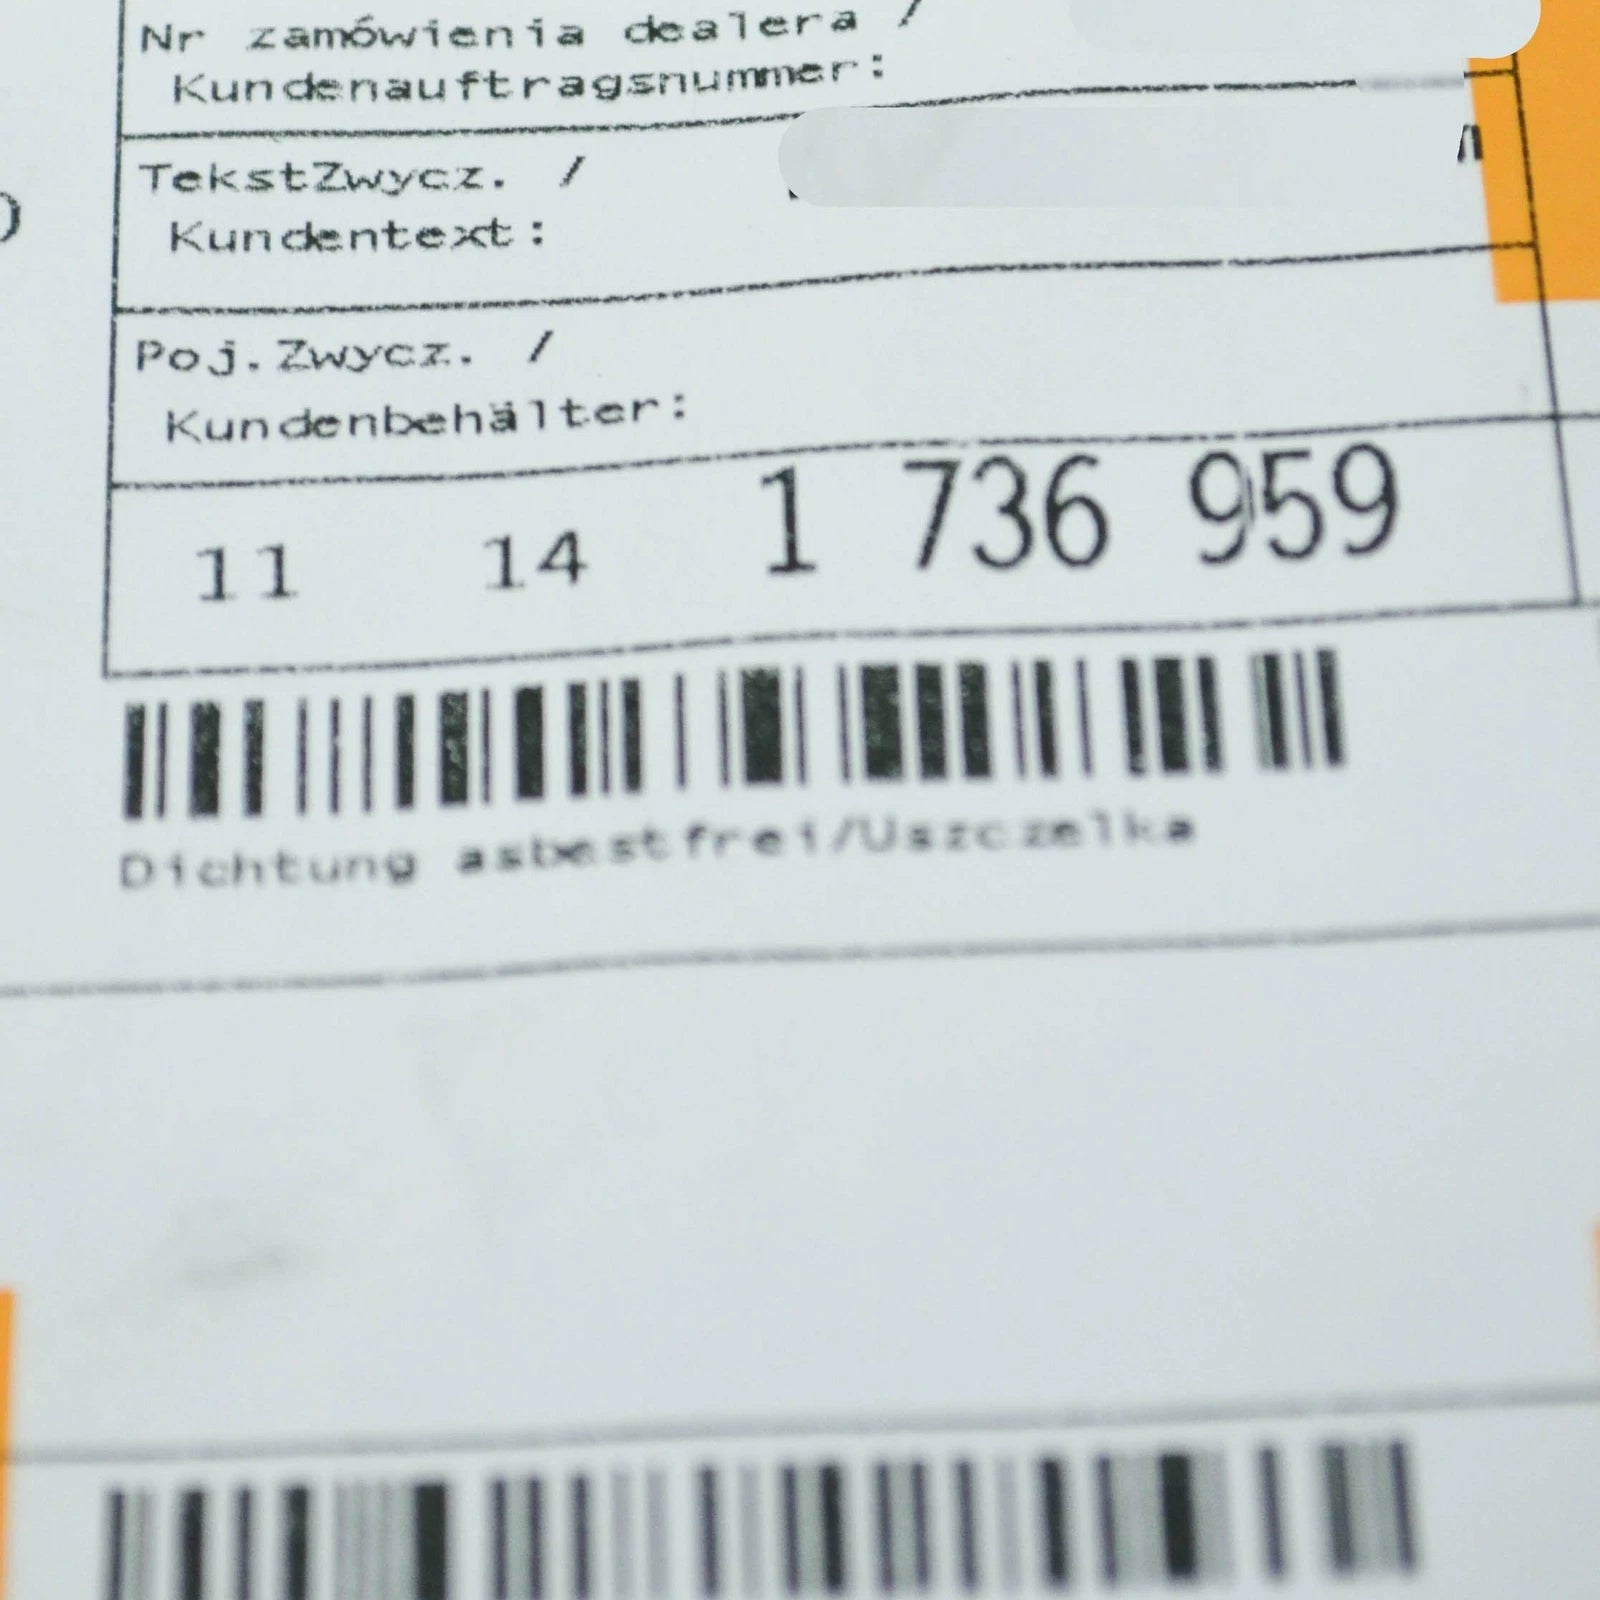 Nr zamówienia dealera /
Kundenauftragsnummer:
TekstZwycz. /
Kundentext:
Poj.Zwycz. /
Kundenbehälter:
11 14 1 736 959
Dichtung asbestfrei/Uszczelka